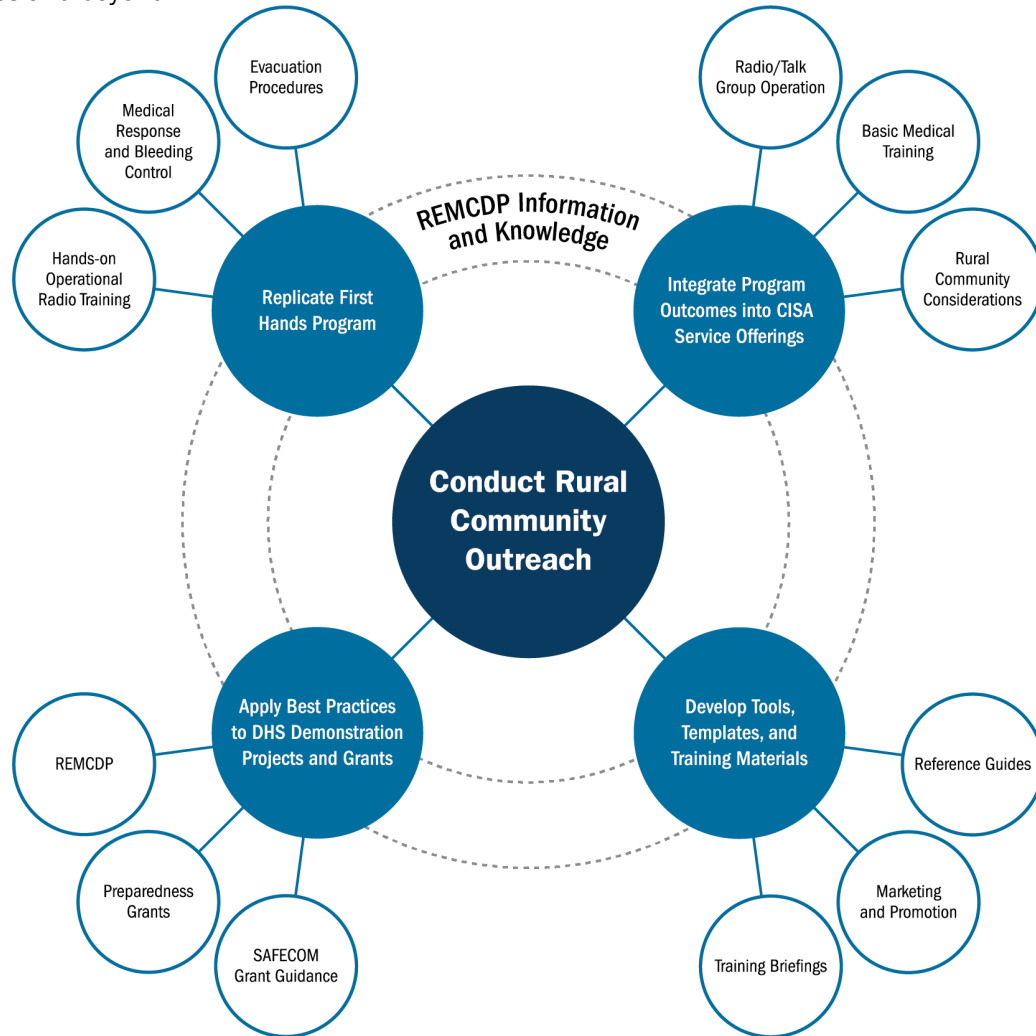 Evacuation
Procedures
Medical
Response
and Bleeding
Control
Hands-on
Operational
Radio Training
Replicate First
Hands Program
REMCDP Information
and Knowledge
Radio/Talk
Group Operation
Basic Medical
Training
Rural
Community
Considerations
Integrate Program
Outcomes into CISA
Service Offerings
Conduct Rural
Community
Outreach
Apply Best Practices
to DHS Demonstration
Projects and Grants
REMCDP
Preparedness
Grants
SAFECOM
Grant Guidance
Develop Tools,
Templates, and
Training Materials
Reference Guides
Marketing
and Promotion
Training Briefings